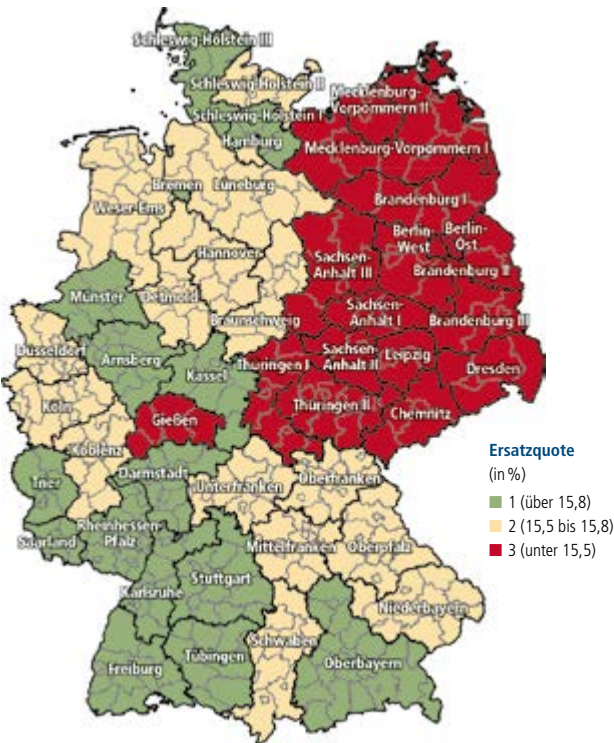 Schleswig-Holstein III
Schleswig-Holstein II
Mecklenburg-
Vorpommern II
Schleswig-Holstein I
Hamburg
Mecklenburg-Vorpommern I
Bremen
Lüneburg
Brandenburg I
Weser-Ems
Berlin-
West
Berlin-
Ost
Hannover
Sachsen-
Anhalt III
Brandenburg II
Münster
Detmold
Braunschweig
Sachsen-
Anhalt I
Brandenburg III
Düsseldorf
Arnsberg
Kassel
Thüringen I
Sachsen-
Anhalt II
Leipzig
Dresden
Köln
Gießen
Thüringen II
Chemnitz
Koblenz
Darmstadt
Trier
Unterfranken
Oberfranken
Saarland
Rheinhessen-
Pfalz
Mittelfranken
Oberpfalz
Karlsruhe
Stuttgart
Niederbayern
Schwaben
Freiburg
Tübingen
Oberbayern
Ersatzquote
(in %)
1 (über 15,8)
2 (15,5 bis 15,8)
3 (unter 15,5)